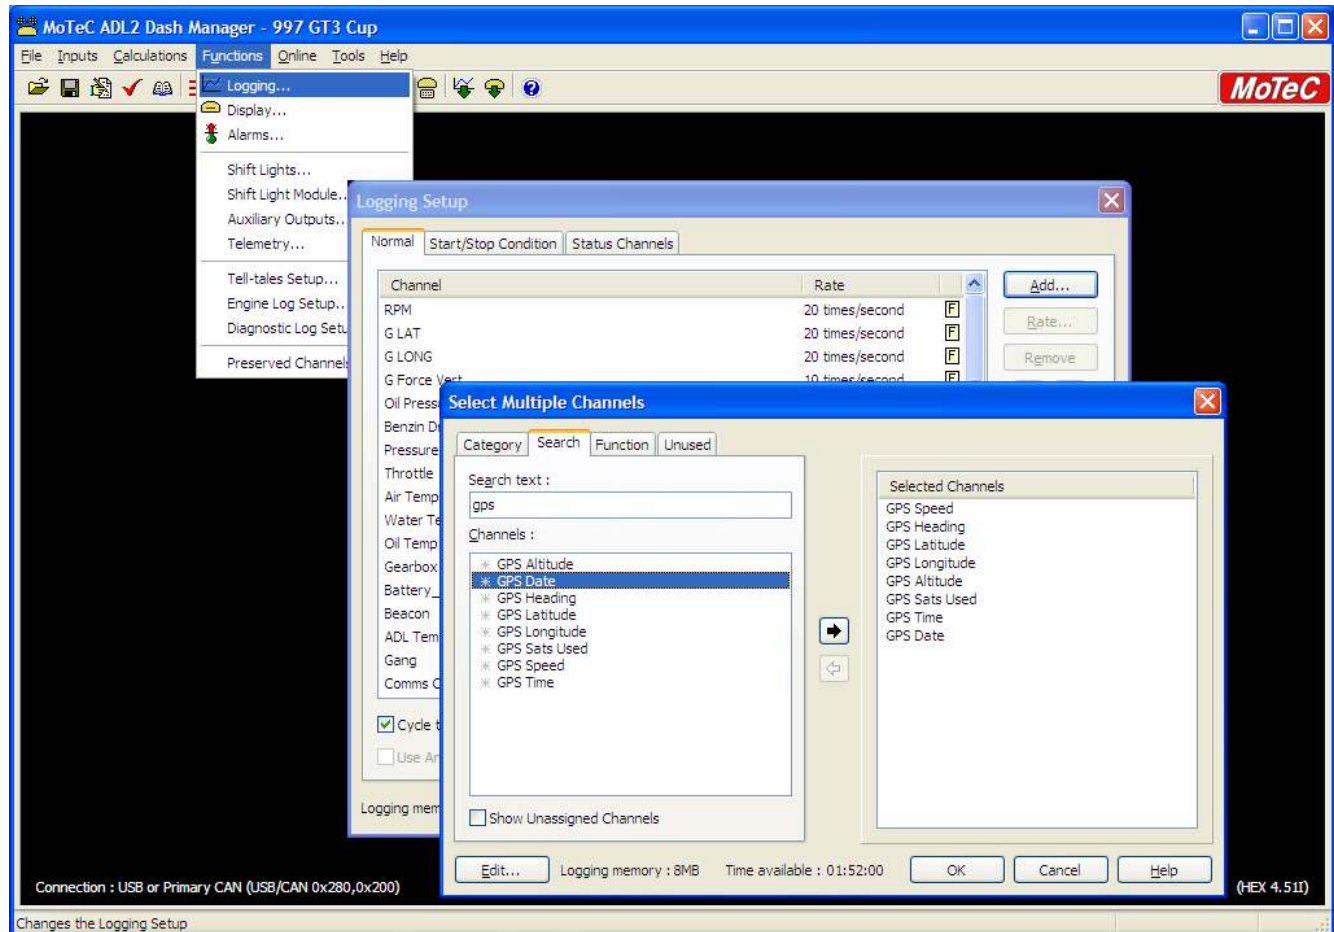 MoTeC ADL2 Dash Manager - 997 GT3 Cup
File Inputs Calculations Functions Online Tools Help
MoTeC
Logging...
Display...
Alarms...
Shift Lights...
Shift Light Module..
Auxiliary Outputs..
Telemetry...
Tell-tales Setup...
Engine Log Setup..
Diagnostic Log Setu
Preserved Channel
Logging Setup
Normal Start/Stop Condition Status Channels
Channel Rate
RPM 20 times/second F
G LAT 20 times/second F
G LONG 20 times/second F
G Force Vert 10 times/second F
Oil Press
Benzin D
Pressure
Throttle
Air Temp
Water Te
Oil Temp
Gearbox
Battery_
Beacon
ADL Tem
Gang
Comms C
Add...
Rate...
Remove
Cycle t
Use An
Logging mem
Select Multiple Channels
Category Search Function Unused
Search text :
gps
Channels :
GPS Altitude
GPS Date
GPS Heading
GPS Latitude
GPS Longitude
GPS Sats Used
GPS Speed
GPS Time
Show Unassigned Channels
Selected Channels
GPS Speed
GPS Heading
GPS Latitude
GPS Longitude
GPS Altitude
GPS Sats Used
GPS Time
GPS Date
Edit... Logging memory : 8MB Time available : 01:52:00 OK Cancel Help
Connection : USB or Primary CAN (USB/CAN 0x280,0x200) (HEX 4.51I)
Changes the Logging Setup